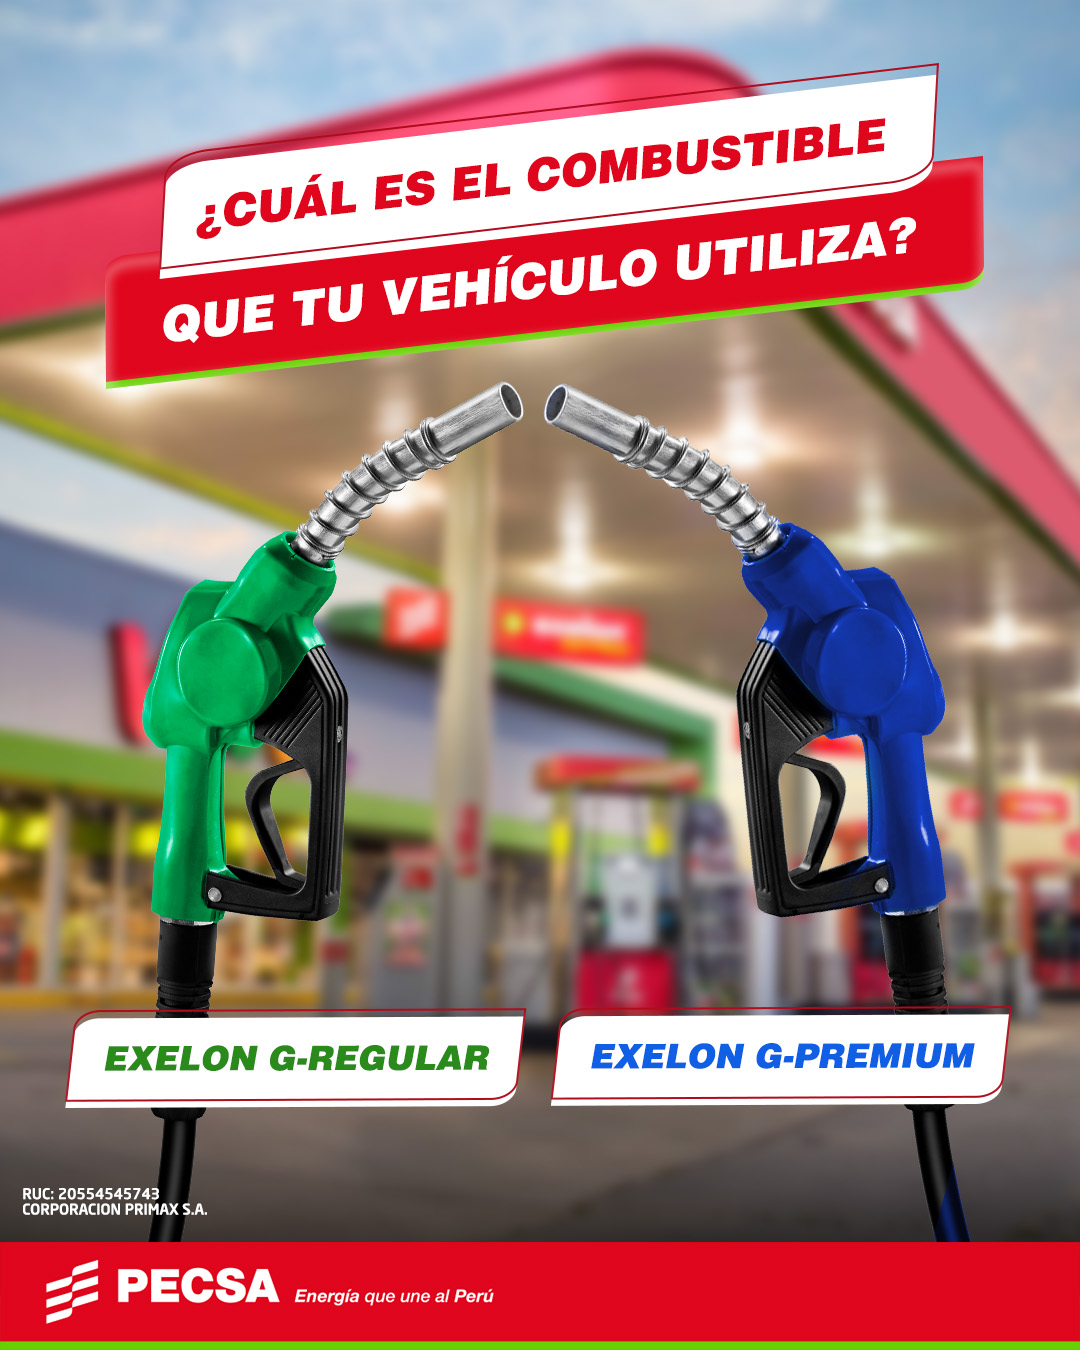 ¿CUÁL ES EL COMBUSTIBLE
QUE TU VEHÍCULO UTILIZA?
EXELON G-REGULAR
EXELON G-PREMIUM
RUC: 20554545743
CORPORACION PRIMAX S.A.
PECSA Energía que une al Perú